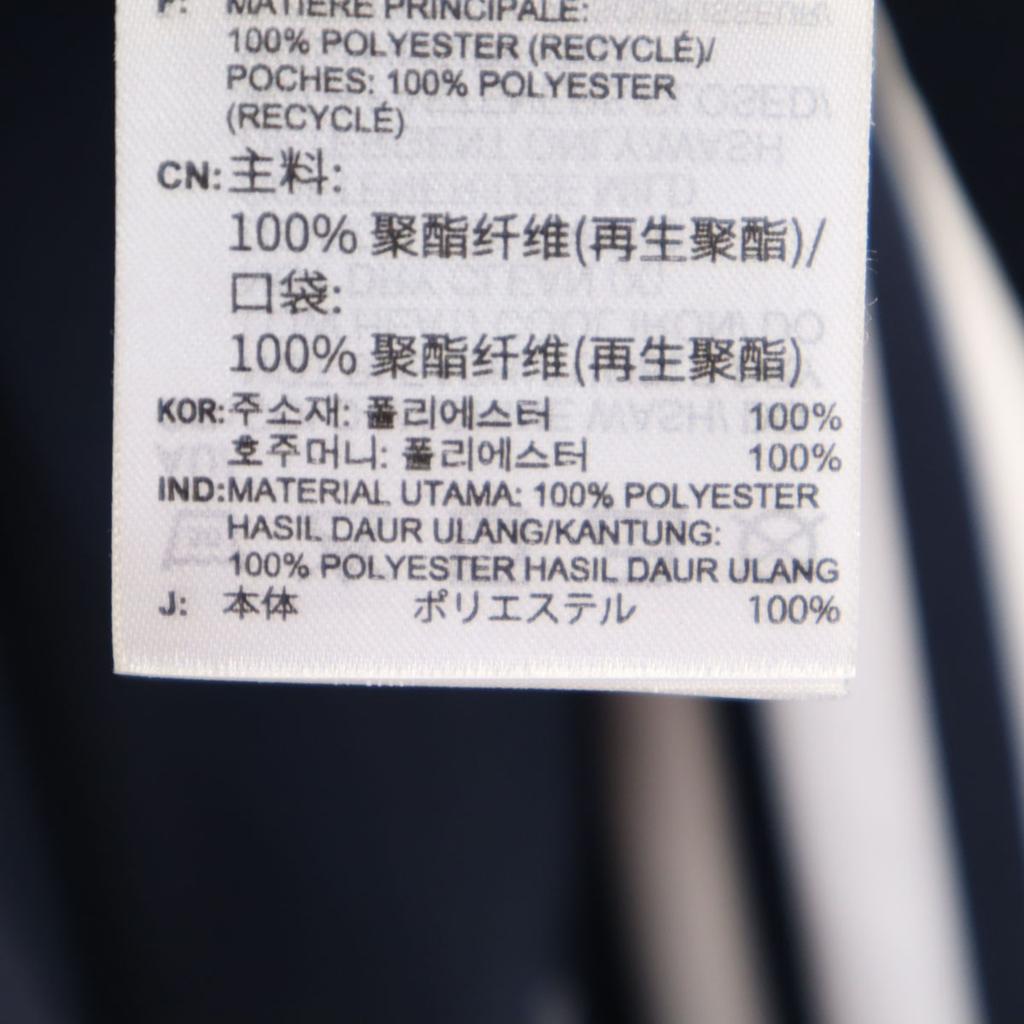 F: MATIÈRE PRINCIPALE:
100% POLYESTER (RECYCLÉ)/
POCHES: 100% POLYESTER
(RECYCLÉ)
CN: 主料:
100% 聚酯纤维(再生聚酯)/
口袋:
100% 聚酯纤维(再生聚酯)
KOR: 주소재: 폴리에스터 100%
호주머니: 폴리에스터 100%
IND: MATERIAL UTAMA: 100% POLYESTER
HASIL DAUR ULANG/KANTUNG:
100% POLYESTER HASIL DAUR ULANG
J: 本体 ポリエステル 100%